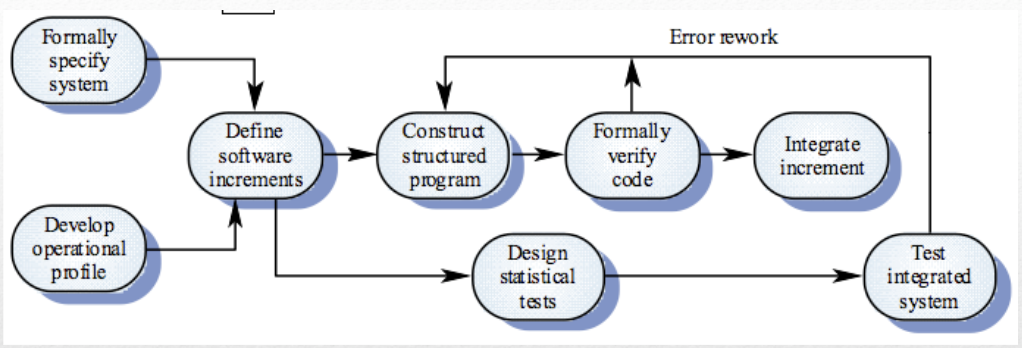 Formally
specify
system
Error rework
Define
software
increments
Construct
structured
program
Formally
verify
code
Integrate
increment
Develop
operational
profile
Design
statistical
tests
Test
integrated
system